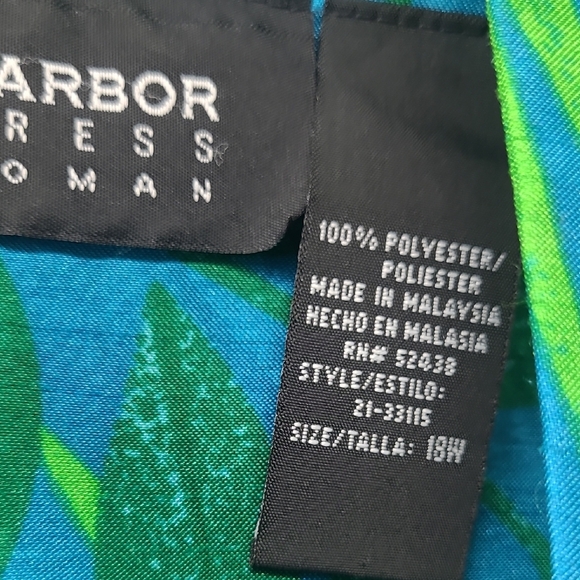 ARBOR
RESS
OMAN
100% POLYESTER/
POLIESTER
MADE IN MALAYSIA
HECHO EN MALASIA
RN# 52438
STYLE/ESTILO:
21-33115
SIZE/TALLA: 18W